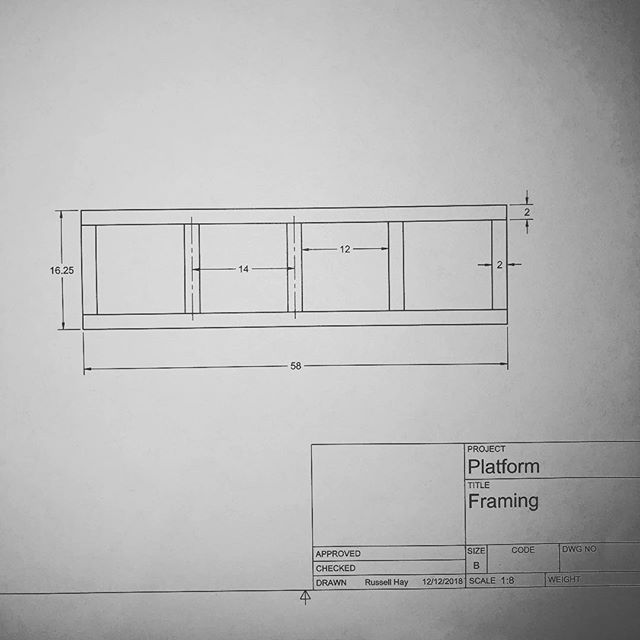 2
12
14
16.25
2
58
PROJECT
Platform
TITLE
Framing
APPROVED
SIZE
CODE
DWG NO
CHECKED
B
DRAWN Russell Hay 12/12/2018
SCALE 1:8
WEIGHT